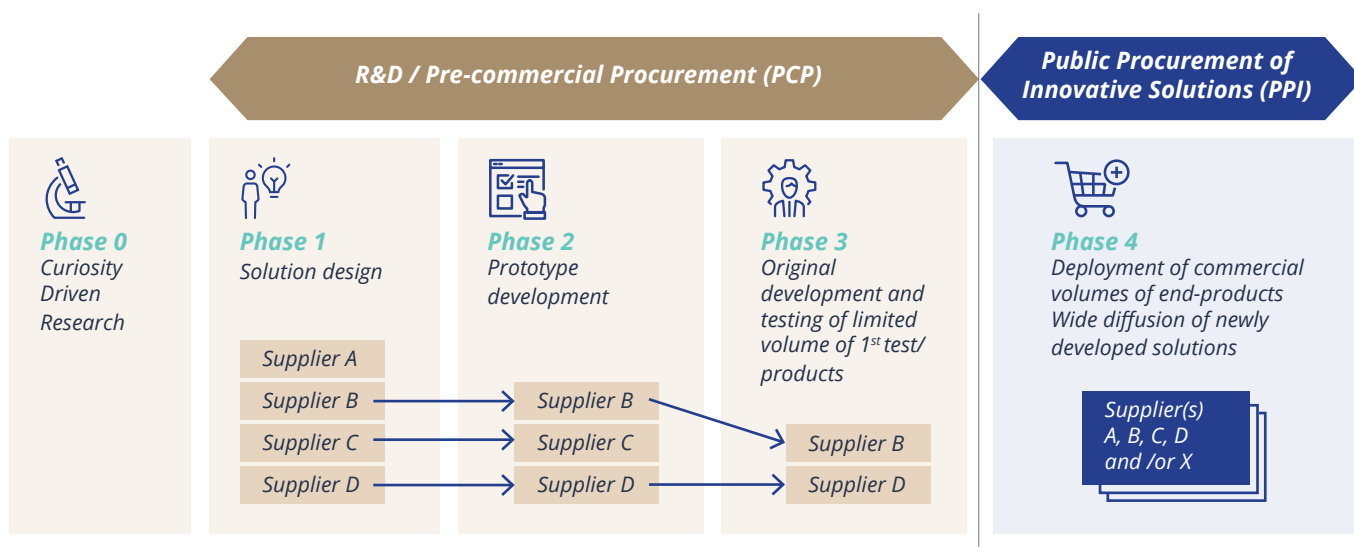 R&D / Pre-commercial Procurement (PCP)
Public Procurement of
Innovative Solutions (PPI)
Phase 0
Curiosity
Driven
Research
Phase 1
Solution design
Supplier A
Supplier B
Supplier C
Supplier D
Phase 2
Prototype
development
Supplier B
Supplier C
Supplier D
Phase 3
Original
development and
testing of limited
volume of 1st test/
products
Supplier B
Supplier D
Phase 4
Deployment of commercial
volumes of end-products
Wide diffusion of newly
developed solutions
Supplier(s)
A, B, C, D
and /or X